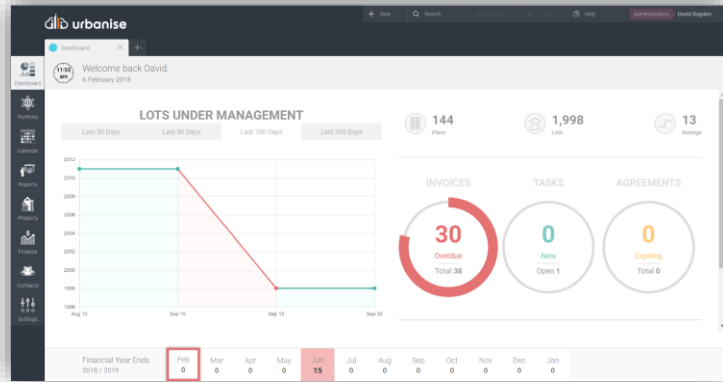 urbanise
+ New
Search
Help
Administrators David Bugden
Dashboard
11:53 am
Welcome back David.
6 February 2018
Dashboard
Portfolio
Calendar
Reports
Property
Finance
Contacts
Settings
LOTS UNDER MANAGEMENT
Last 30 Days Last 90 Days Last 180 Days Last 365 Days
2012
2010
2008
2006
2004
2002
2000
1998
Aug 10 Sep 10 Sep 15 Sep 30
144 Plans
1,998 Lots
13 Average
INVOICES TASKS AGREEMENTS
30 0 0
Overdue New Expiring
Total 38 Open 1 Total 0
Financial Year Ends
2018 / 2019
Feb Mar Apr May Jun Jul Aug Sep Oct Nov Dec Jan
0 0 0 0 15 0 0 0 0 0 0 0